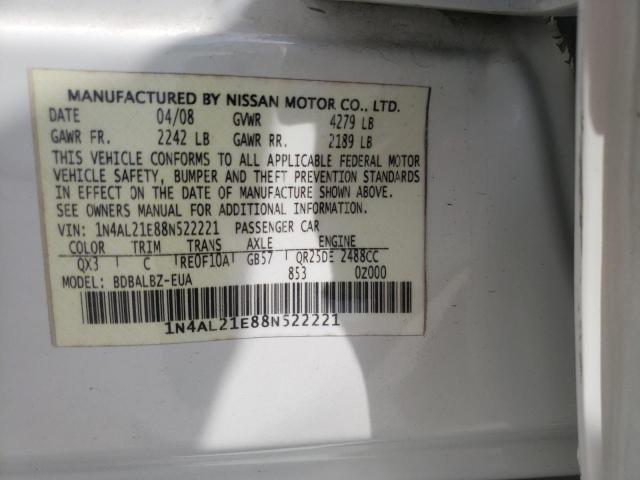 MANUFACTURED BY NISSAN MOTOR CO., LTD.
DATE 04/08 GVWR 4279 LB
GAWR FR. 2242 LB GAWR RR. 2189 LB
THIS VEHICLE CONFORMS TO ALL APPLICABLE FEDERAL MOTOR
VEHICLE SAFETY, BUMPER AND THEFT PREVENTION STANDARDS
IN EFFECT ON THE DATE OF MANUFACTURE SHOWN ABOVE.
SEE OWNERS MANUAL FOR ADDITIONAL INFORMATION.
VIN: 1N4AL21E88N522221 PASSENGER CAR
COLOR TRIM TRANS AXLE ENGINE
QX3 C RE0F10A GB57 QR25DE 2488CC
MODEL: BDBALBZ-EUA 853 0Z000
1N4AL21E88N522221